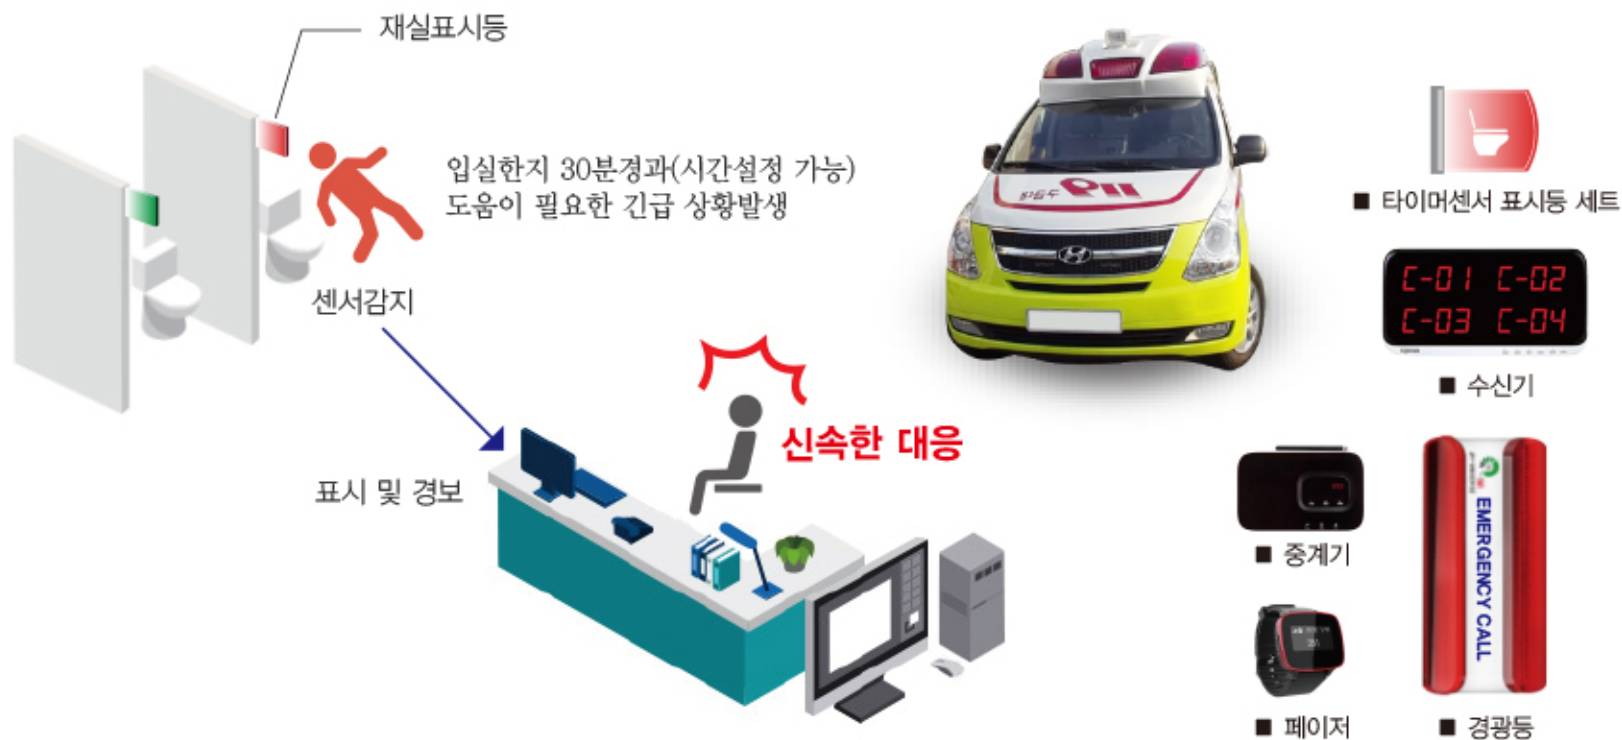 재실표시등
입실한지 30분경과(시간설정 가능)
도움이 필요한 긴급 상황발생
센서감지
표시 및 경보
신속한 대응
■ 타이머센서 표시등 세트
C-01 C-02
C-03 C-04
■ 수신기
■ 중계기
EMERGENCY CALL
■ 페이저
■ 경광등